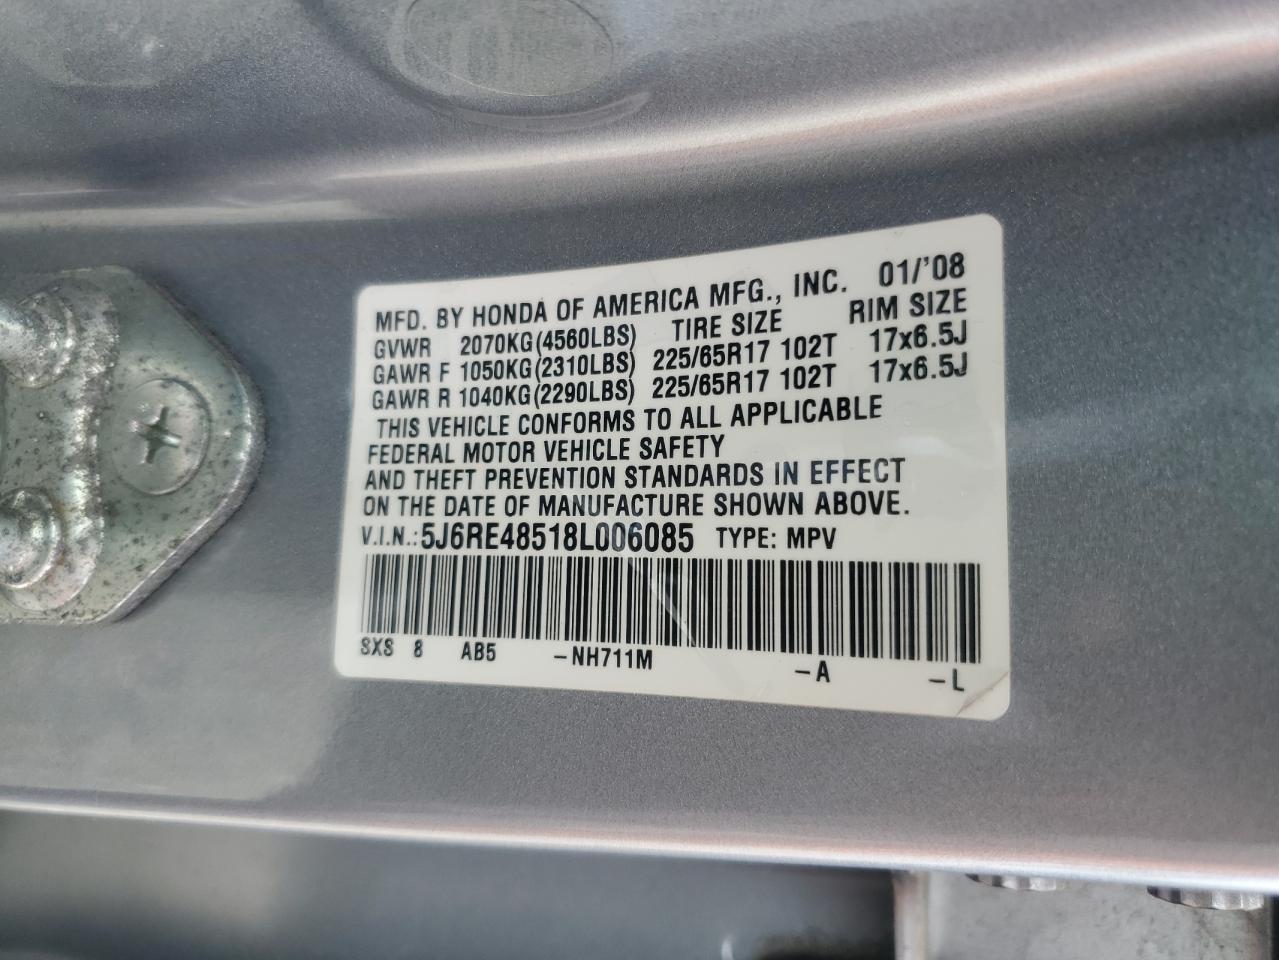 MFD. BY HONDA OF AMERICA MFG., INC. 01/'08
GVWR 2070KG(4560LBS) TIRE SIZE RIM SIZE
GAWR F 1050KG(2310LBS) 225/65R17 102T 17x6.5J
GAWR R 1040KG(2290LBS) 225/65R17 102T 17x6.5J
THIS VEHICLE CONFORMS TO ALL APPLICABLE
FEDERAL MOTOR VEHICLE SAFETY
AND THEFT PREVENTION STANDARDS IN EFFECT
ON THE DATE OF MANUFACTURE SHOWN ABOVE.
V.I.N.: 5J6RE48518L006085 TYPE: MPV
SXS 8 AB5 -NH711M -A -L